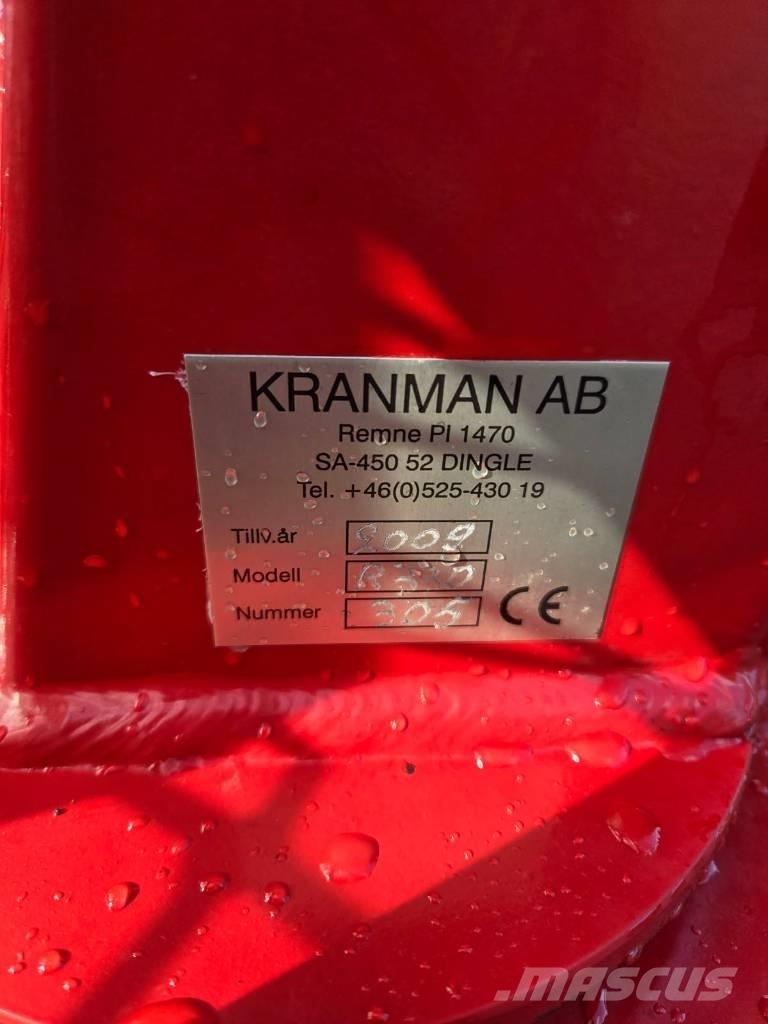 KRANMAN AB
Remne Pl 1470
SA-450 52 DINGLE
Tel. +46(0)525-430 19
Tillv.år
Modell
Nummer 305 CE
MASCUS